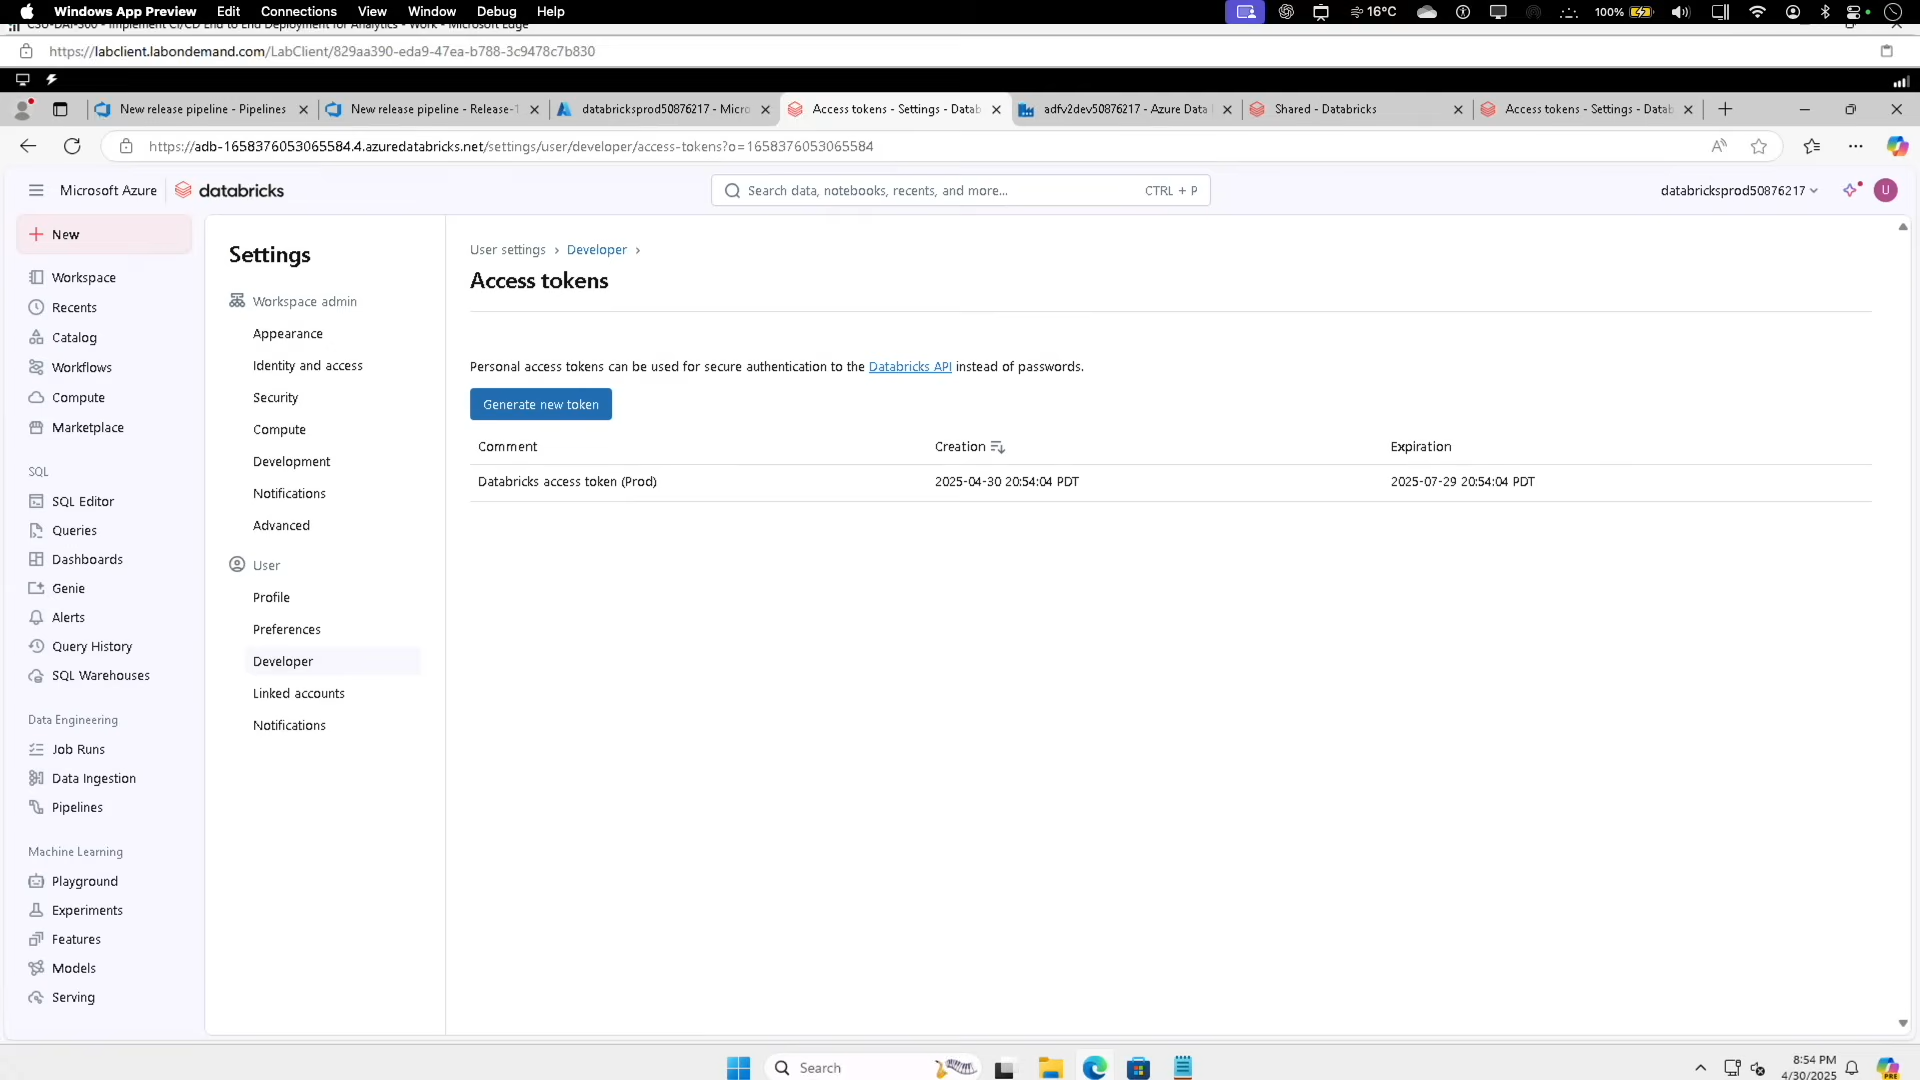 Windows App Preview Edit Connections View Window Debug Help 16°C 100%
CSU-DAI-300 - Implement CI/CD End to End Deployment for Analytics - Work - Microsoft Edge
https://labclient.labondemand.com/LabClient/829aa390-eda9-47ea-b788-3c9478c7b830
New release pipeline - Pipelines New release pipeline - Release-1 databricksprod50876217 - Micro Access tokens - Settings - Datab adfv2dev50876217 - Azure Data Shared - Databricks Access tokens - Settings - Datab
https://adb-1658376053065584.4.azuredatabricks.net/settings/user/developer/access-tokens?o=1658376053065584
Microsoft Azure databricks Search data, notebooks, recents, and more... CTRL + P databricksprod50876217 U
New
Workspace
Recents
Catalog
Workflows
Compute
Marketplace
SQL
SQL Editor
Queries
Dashboards
Genie
Alerts
Query History
SQL Warehouses
Data Engineering
Job Runs
Data Ingestion
Pipelines
Machine Learning
Playground
Experiments
Features
Models
Serving
Settings
Workspace admin
Appearance
Identity and access
Security
Compute
Development
Notifications
Advanced
User
Profile
Preferences
Developer
Linked accounts
Notifications
User settings › Developer ›
Access tokens
Personal access tokens can be used for secure authentication to the Databricks API instead of passwords.
Generate new token
Comment Creation Expiration
Databricks access token (Prod) 2025-04-30 20:54:04 PDT 2025-07-29 20:54:04 PDT
Search
8:54 PM
4/30/2025
PRE